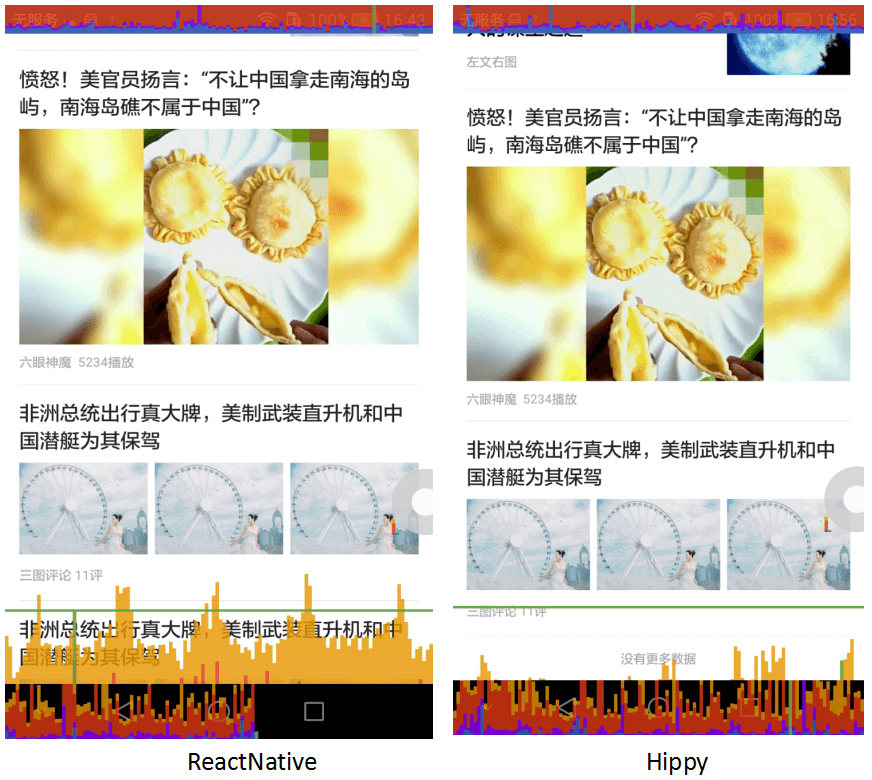 无服务
100%
16:42
愤怒！美官员扬言：“不让中国拿走南海的岛
屿，南海岛礁不属于中国”？
六眼神魔 5234播放
非洲总统出行真大牌，美制武装直升机和中
国潜艇为其保驾
三图评论 11评
非洲总统出行真大牌，美制武装直升机和中
国潜艇为其保驾
ReactNative
无服务
100%
16:56
左文右图
愤怒！美官员扬言：“不让中国拿走南海的岛
屿，南海岛礁不属于中国”？
六眼神魔 5234播放
非洲总统出行真大牌，美制武装直升机和中
国潜艇为其保驾
三图评论 11评
没有更多数据
Hippy